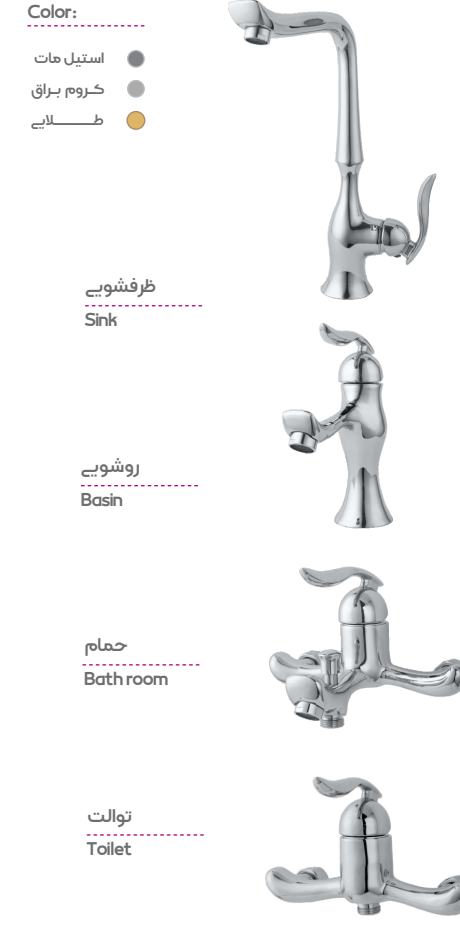 Color:
استیل مات
کروم براق
طلایی
ظرفشویی
Sink
روشویی
Basin
حمام
Bath room
توالت
Toilet